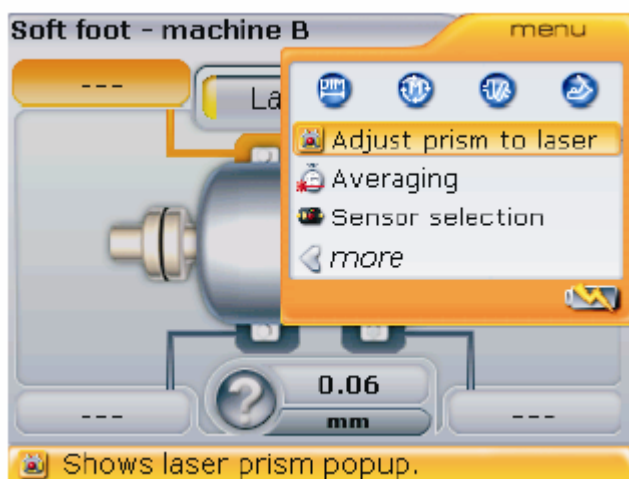 Soft foot - machine B
menu
---
La
DIM
M
Adjust prism to laser
Averaging
Sensor selection
more
---
?
0.06
mm
---
Shows laser prism popup.